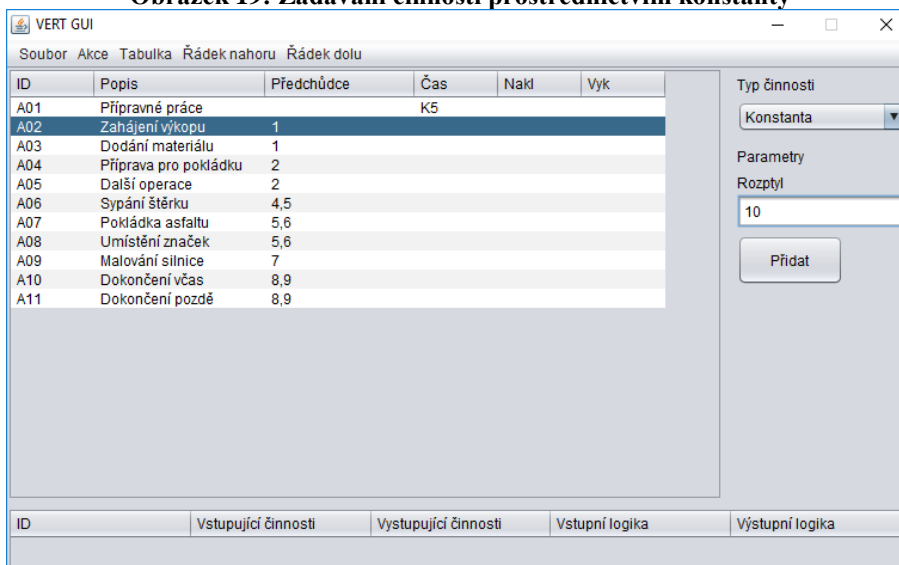 Obrázek 19: Zadávání činností prostřednictvím konstanty
VERT GUI
Soubor Akce Tabulka Řádek nahoru Řádek dolu
ID Popis Předchůdce Čas Nakl Vyk
A01 Přípravné práce K5
A02 Zahájení výkopu 1
A03 Dodání materiálu 1
A04 Příprava pro pokládku 2
A05 Další operace 2
A06 Sypání štěrku 4,5
A07 Pokládka asfaltu 5,6
A08 Umístění značek 5,6
A09 Malování silnice 7
A10 Dokončení včas 8,9
A11 Dokončení pozdě 8,9
Typ činnosti
Konstanta
Parametry
Rozptyl
10
Přidat
ID Vstupující činnosti Vystupující činnosti Vstupní logika Výstupní logika